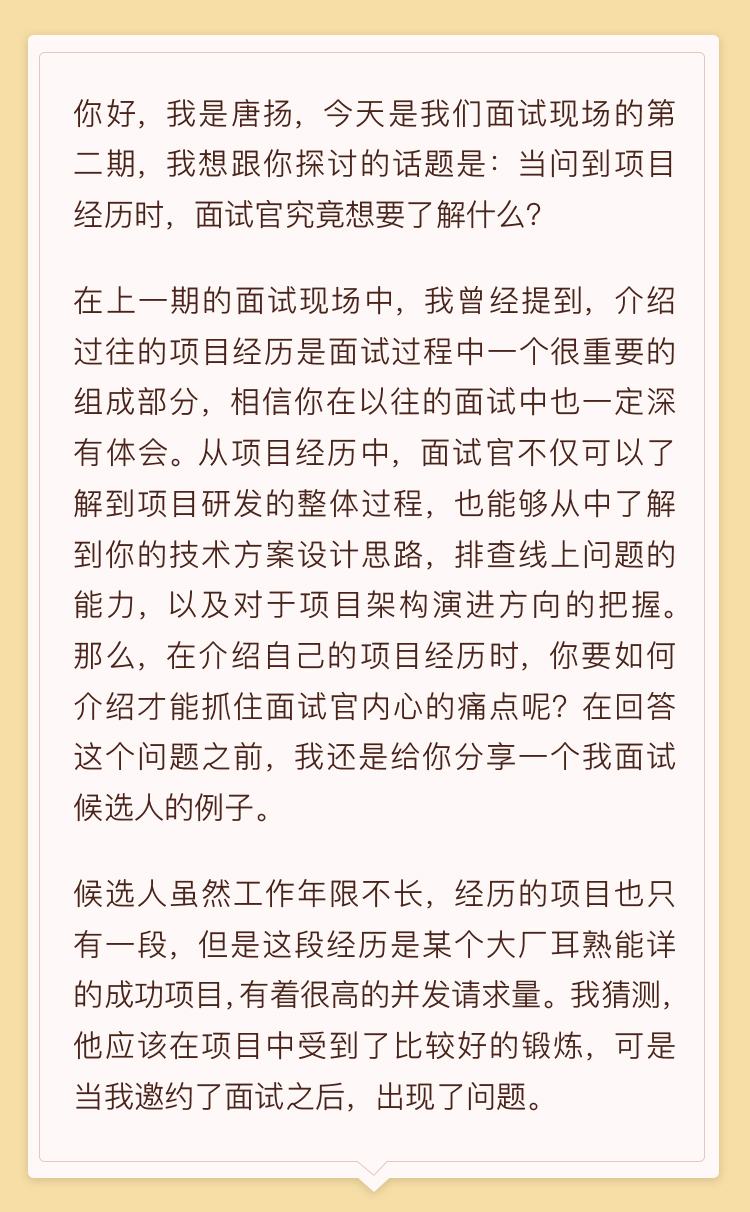 你好，我是唐扬，今天是我们面试现场的第
二期，我想跟你探讨的话题是：当问到项目
经历时，面试官究竟想要了解什么？
在上一期的面试现场中，我曾经提到，介绍
过往的项目经历是面试过程中一个很重要的
组成部分，相信你在以往的面试中也一定深
有体会。从项目经历中，面试官不仅可以了
解到项目研发的整体过程，也能够从中了解
到你的技术方案设计思路，排查线上问题的
能力，以及对于项目架构演进方向的把握。
那么，在介绍自己的项目经历时，你要如何
介绍才能抓住面试官内心的痛点呢？在回答
这个问题之前，我还是给你分享一个我面试
候选人的例子。
候选人虽然工作年限不长，经历的项目也只
有一段，但是这段经历是某个大厂耳熟能详
的成功项目，有着很高的并发请求量。我猜测，
他应该在项目中受到了比较好的锻炼，可是
当我邀约了面试之后，出现了问题。